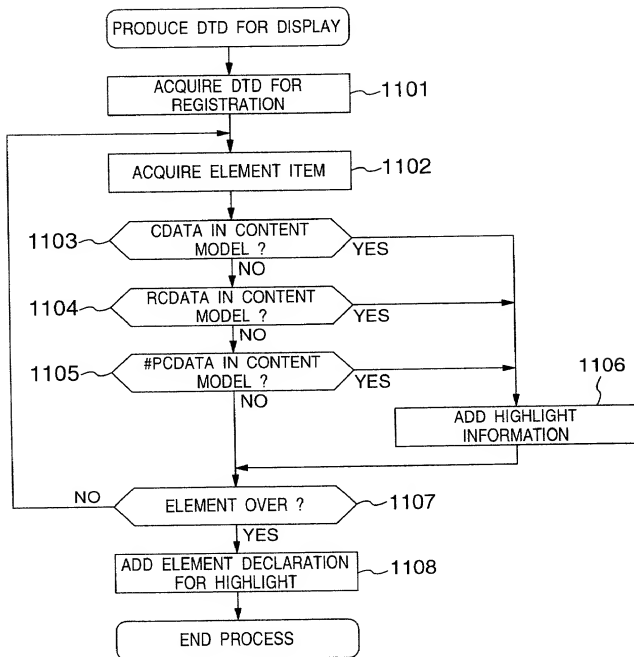 PRODUCE DTD FOR DISPLAY
ACQUIRE DTD FOR
REGISTRATION
1101
ACQUIRE ELEMENT ITEM
1102
CDATA IN CONTENT
MODEL ?
1103
YES
NO
RCDATA IN CONTENT
MODEL ?
1104
YES
NO
#PCDATA IN CONTENT
MODEL ?
1105
YES
NO
1106
ADD HIGHLIGHT
INFORMATION
NO
ELEMENT OVER ?
1107
YES
ADD ELEMENT DECLARATION
FOR HIGHLIGHT
1108
END PROCESS